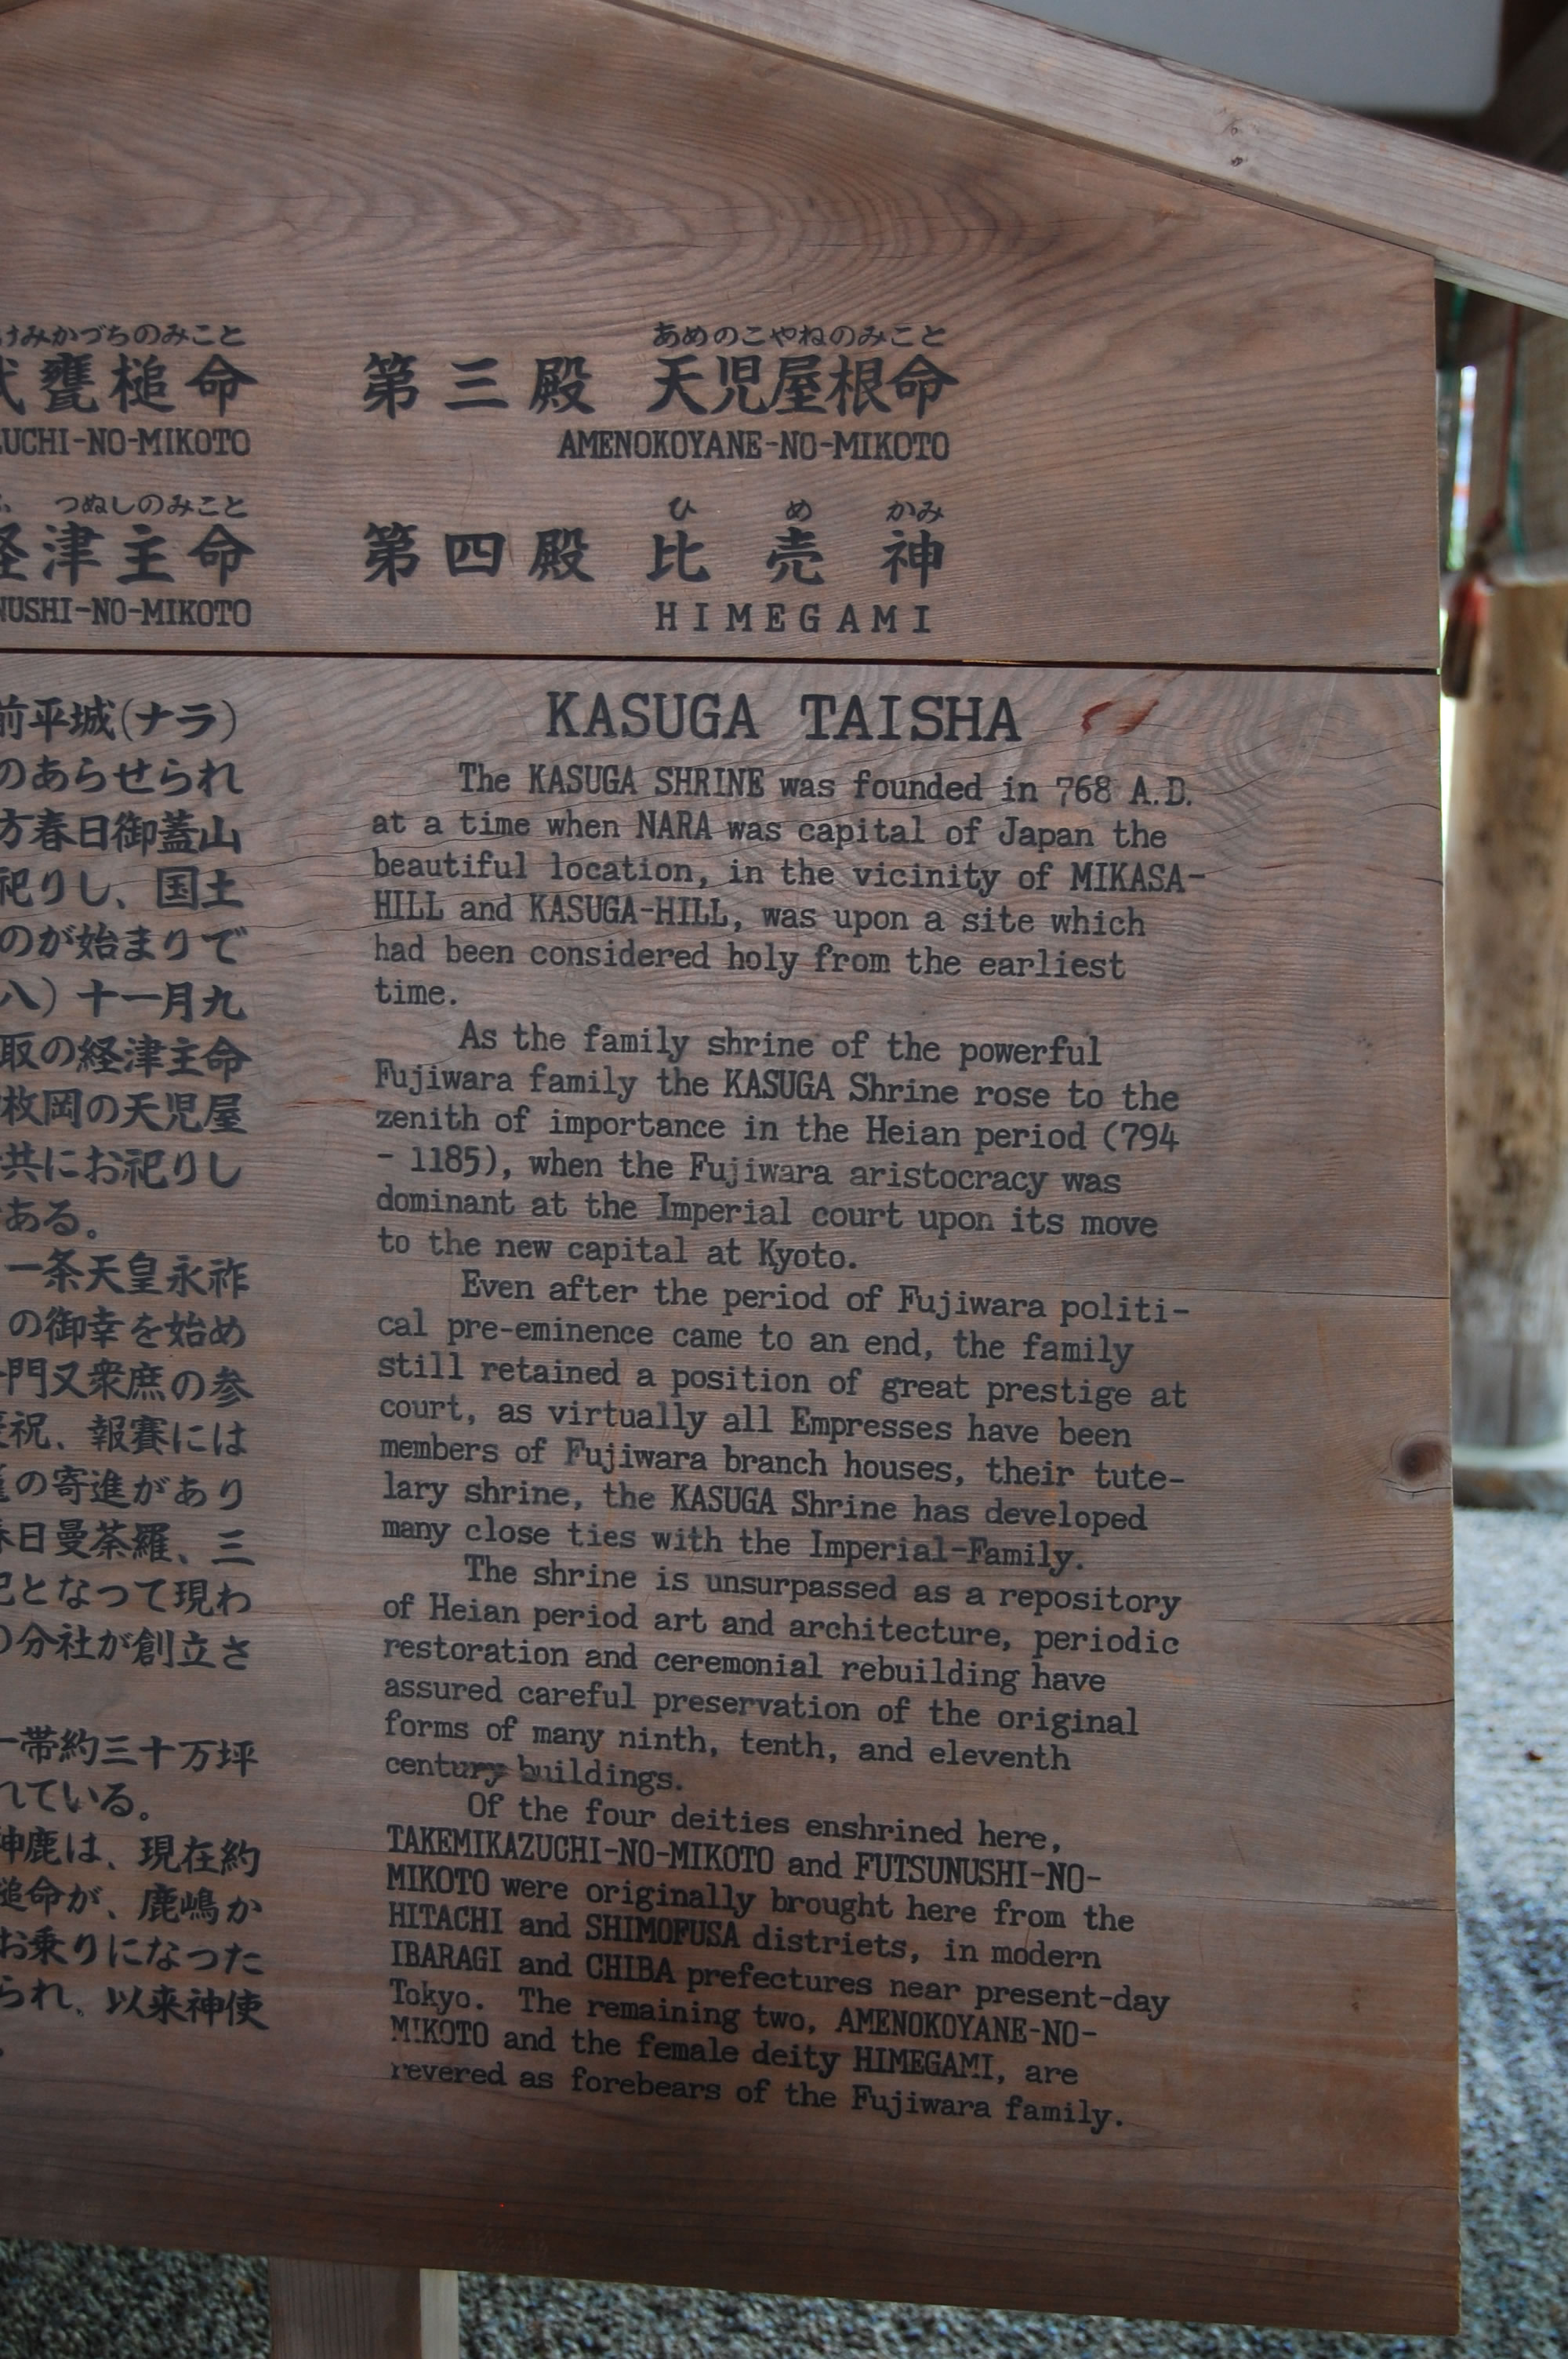 けみかづちのみこと
甕槌命
UCHI-NO-MIKOTO
つぬしのみこと
経津主命
NUSHI-NO-MIKOTO
あめのこやねのみこと
第三殿 天児屋根命
AMENOKOYANE-NO-MIKOTO
ひめかみ
第四殿 比売神
HIMEGAMI
前平城(ナラ)
のあらせられ
方春日御蓋山
祀りし、国土
のが始まりで
八)十一月九
取の経津主命
枚岡の天児屋
共にお祀りし
ある。
一条天皇永祚
の御幸を始め
門又衆庶の参
祝、報賽には
の寄進があり
春日曼荼羅、三
記となつて現わ
の分社が創立さ
一帯約三十万坪
れている。
神鹿は、現在約
槌命が、鹿嶋か
お乗りになつた
られ、以来神使
KASUGA TAISHA
The KASUGA SHRINE was founded in 768 A.D.
at a time when NARA was capital of Japan the
beautiful location, in the vicinity of MIKASA-
HILL and KASUGA-HILL, was upon a site which
had been considered holy from the earliest
time.
As the family shrine of the powerful
Fujiwara family the KASUGA Shrine rose to the
zenith of importance in the Heian period (794
- 1185), when the Fujiwara aristocracy was
dominant at the Imperial court upon its move
to the new capital at Kyoto.
Even after the period of Fujiwara politi-
cal pre-eminence came to an end, the family
still retained a position of great prestige at
court, as virtually all Empresses have been
members of Fujiwara branch houses, their tute-
lary shrine, the KASUGA Shrine has developed
many close ties with the Imperial-Family.
The shrine is unsurpassed as a repository
of Heian period art and architecture, periodic
restoration and ceremonial rebuilding have
assured careful preservation of the original
forms of many ninth, tenth, and eleventh
century buildings.
Of the four deities enshrined here,
TAKEMIKAZUCHI-NO-MIKOTO and FUTSUNUSHI-NO-
MIKOTO were originally brought here from the
HITACHI and SHIMOFUSA distriets, in modern
IBARAGI and CHIBA prefectures near present-day
Tokyo. The remaining two, AMENOKOYANE-NO-
MIKOTO and the female deity HIMEGAMI, are
revered as forebears of the Fujiwara family.